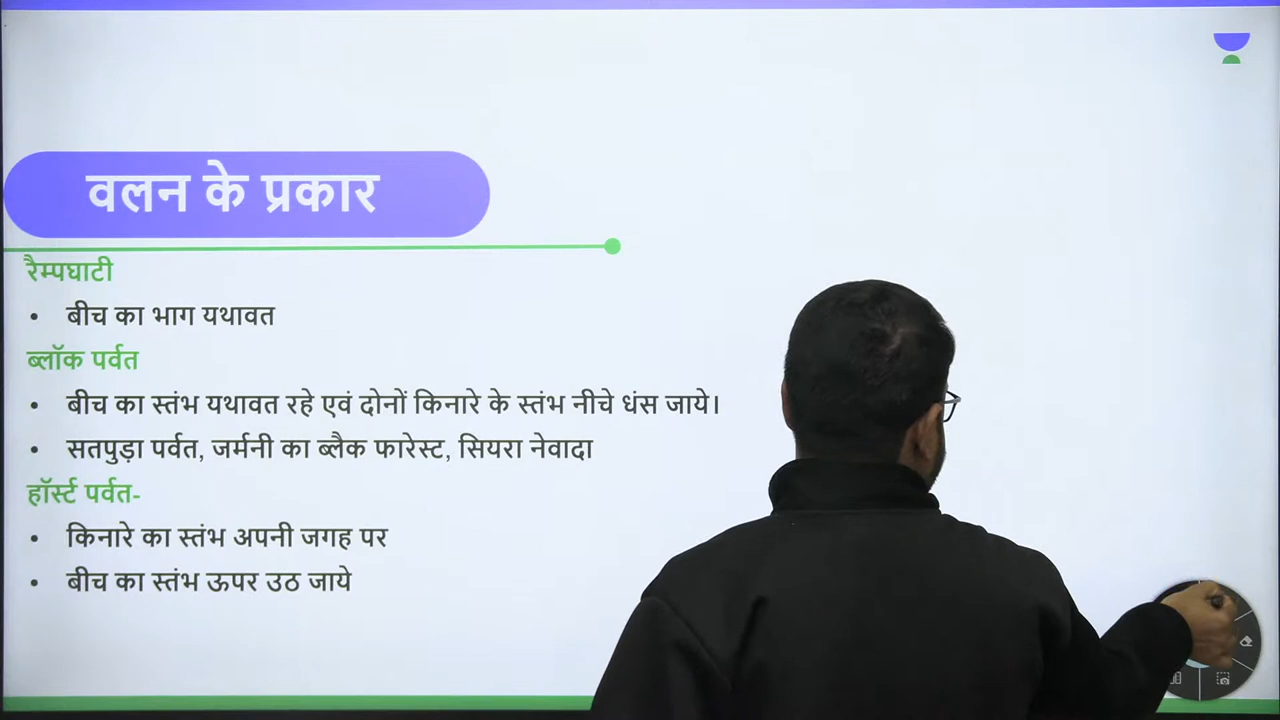 वलन के प्रकार
रैम्पघाटी
• बीच का भाग यथावत
ब्लॉक पर्वत
• बीच का स्तंभ यथावत रहे एवं दोनों किनारे के स्तंभ नीचे धंस जाये।
• सतपुड़ा पर्वत, जर्मनी का ब्लैक फारेस्ट, सियरा नेवादा
हॉर्स्ट पर्वत-
• किनारे का स्तंभ अपनी जगह पर
• बीच का स्तंभ ऊपर उठ जाये